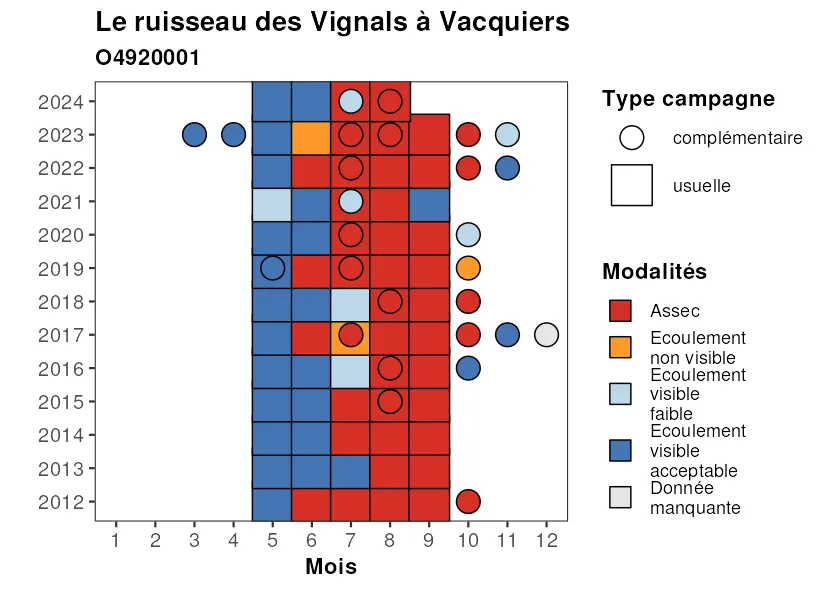 Le ruisseau des Vignals à Vacquiers
O4920001
2024
2023
2022
2021
2020
2019
2018
2017
2016
2015
2014
2013
2012
1 2 3 4 5 6 7 8 9 10 11 12
Mois
Type campagne
complémentaire
usuelle
Modalités
Assec
Ecoulement
non visible
Ecoulement
visible
faible
Ecoulement
visible
acceptable
Donnée
manquante